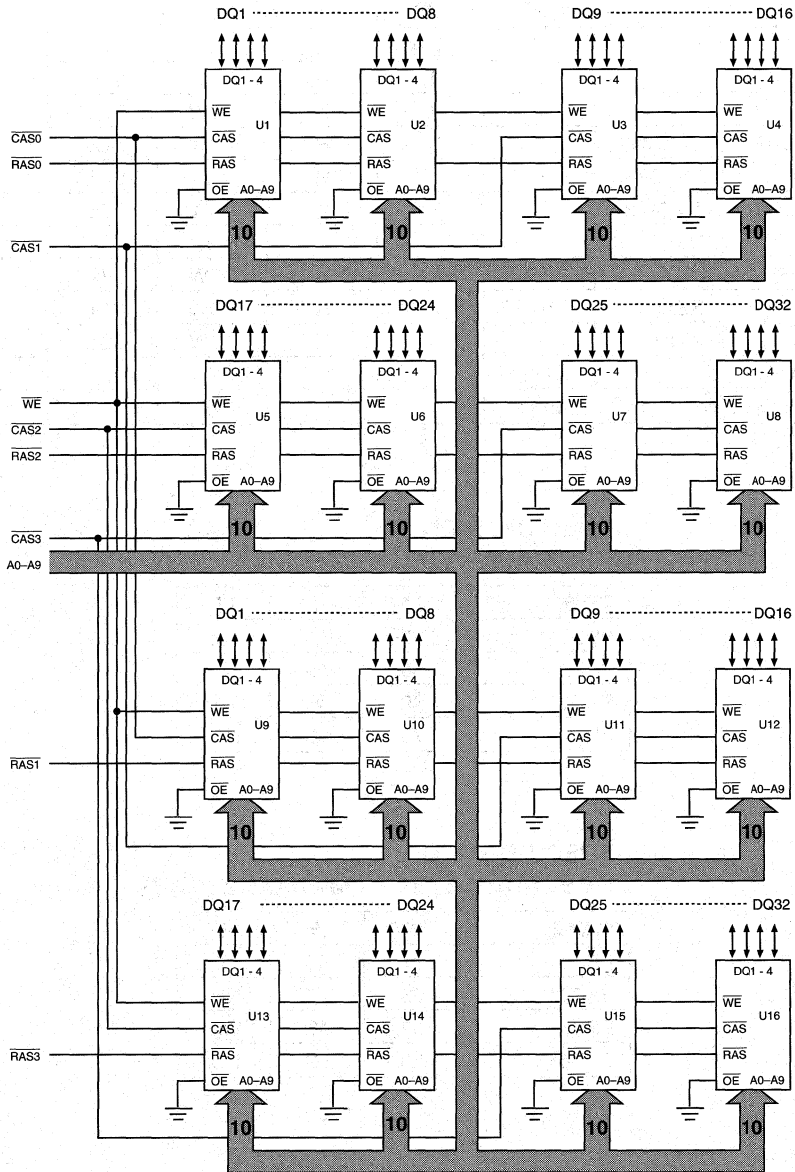 DQ1 DQ8 DQ9 DQ16
DQ1 - 4 DQ1 - 4 DQ1 - 4 DQ1 - 4
WE WE WE WE
U1 U2 U3 U4
CAS0 CAS CAS CAS CAS
RAS0 RAS RAS RAS RAS
OE A0–A9 OE A0–A9 OE A0–A9 OE A0–A9
10 10 10 10
CAS1
DQ17 DQ24 DQ25 DQ32
DQ1 - 4 DQ1 - 4 DQ1 - 4 DQ1 - 4
WE WE WE WE WE
U5 U6 U7 U8
CAS2 CAS CAS CAS CAS
RAS2 RAS RAS RAS RAS
OE A0–A9 OE A0–A9 OE A0–A9 OE A0–A9
10 10 10 10
CAS3
A0–A9
DQ1 DQ8 DQ9 DQ16
DQ1 - 4 DQ1 - 4 DQ1 - 4 DQ1 - 4
WE WE WE WE
U9 U10 U11 U12
CAS CAS CAS CAS
RAS1 RAS RAS RAS RAS
OE A0–A9 OE A0–A9 OE A0–A9 OE A0–A9
10 10 10 10
DQ17 DQ24 DQ25 DQ32
DQ1 - 4 DQ1 - 4 DQ1 - 4 DQ1 - 4
WE WE WE WE
U13 U14 U15 U16
CAS CAS CAS CAS
RAS3 RAS RAS RAS RAS
OE A0–A9 OE A0–A9 OE A0–A9 OE A0–A9
10 10 10 10